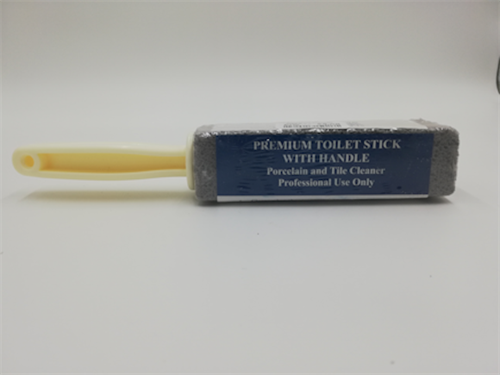 PREMIUM TOILET STICK
WITH HANDLE
Porcelain and Tile Cleaner
Professional Use Only